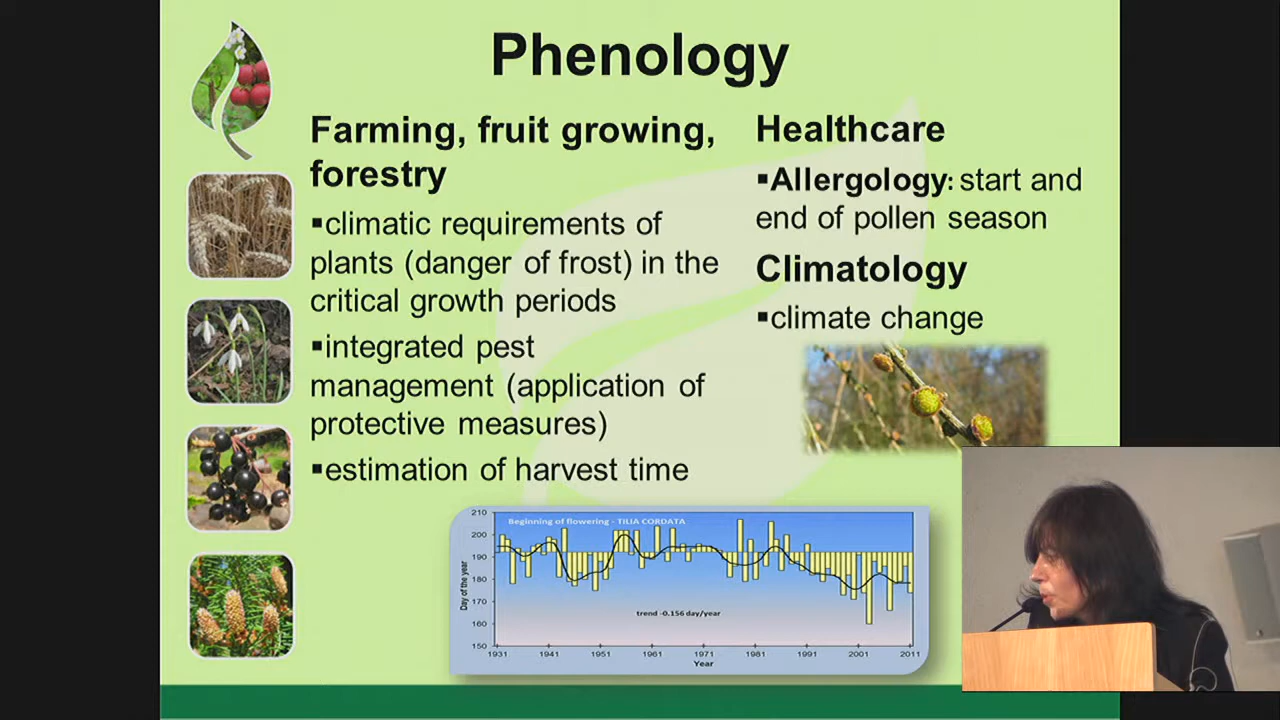 Phenology
Farming, fruit growing,
forestry
▪climatic requirements of
plants (danger of frost) in the
critical growth periods
▪integrated pest
management (application of
protective measures)
▪estimation of harvest time
Healthcare
▪Allergology: start and
end of pollen season
Climatology
▪climate change
Beginning of flowering - TILIA CORDATA
Day of the year
210
200
190
180
170
160
150
trend -0.156 day/year
1931 1941 1951 1961 1971 1981 1991 2001 2011
Year